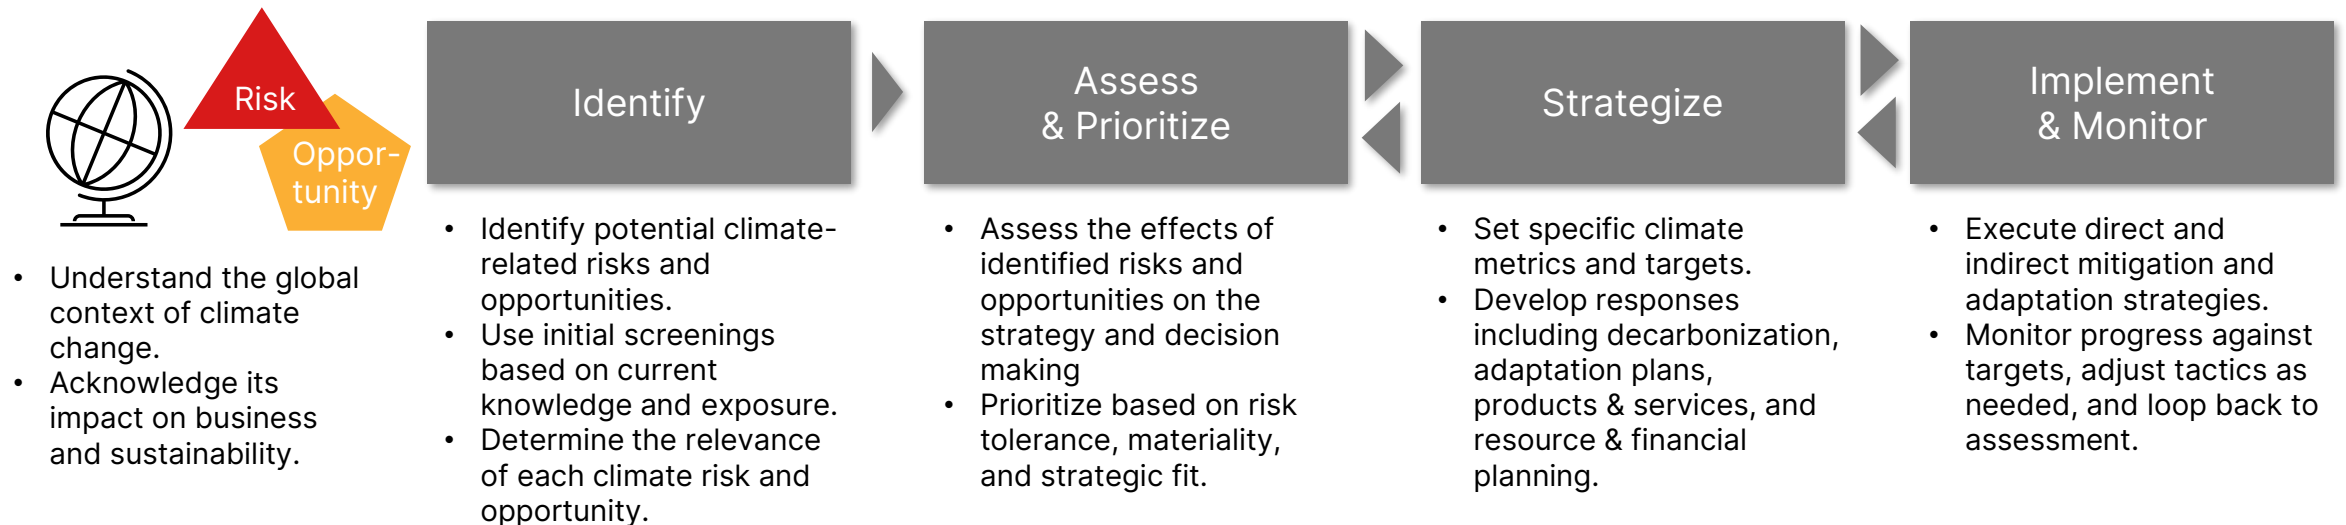 Risk
Oppor-
tunity
• Understand the global
context of climate
change.
• Acknowledge its
impact on business
and sustainability.
Identify
• Identify potential climate-
related risks and
opportunities.
• Use initial screenings
based on current
knowledge and exposure.
• Determine the relevance
of each climate risk and
opportunity.
Assess
& Prioritize
• Assess the effects of
identified risks and
opportunities on the
strategy and decision
making
• Prioritize based on risk
tolerance, materiality,
and strategic fit.
Strategize
• Set specific climate
metrics and targets.
• Develop responses
including decarbonization,
adaptation plans,
products & services, and
resource & financial
planning.
Implement
& Monitor
• Execute direct and
indirect mitigation and
adaptation strategies.
• Monitor progress against
targets, adjust tactics as
needed, and loop back to
assessment.